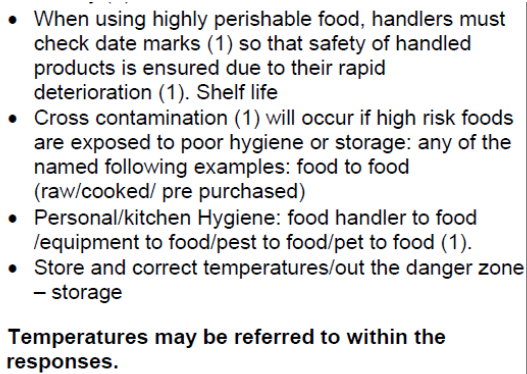 • When using highly perishable food, handlers must
check date marks (1) so that safety of handled
products is ensured due to their rapid
deterioration (1). Shelf life
• Cross contamination (1) will occur if high risk foods
are exposed to poor hygiene or storage: any of the
named following examples: food to food
(raw/cooked/ pre purchased)
• Personal/kitchen Hygiene: food handler to food
/equipment to food/pest to food/pet to food (1).
• Store and correct temperatures/out the danger zone
– storage
Temperatures may be referred to within the
responses.